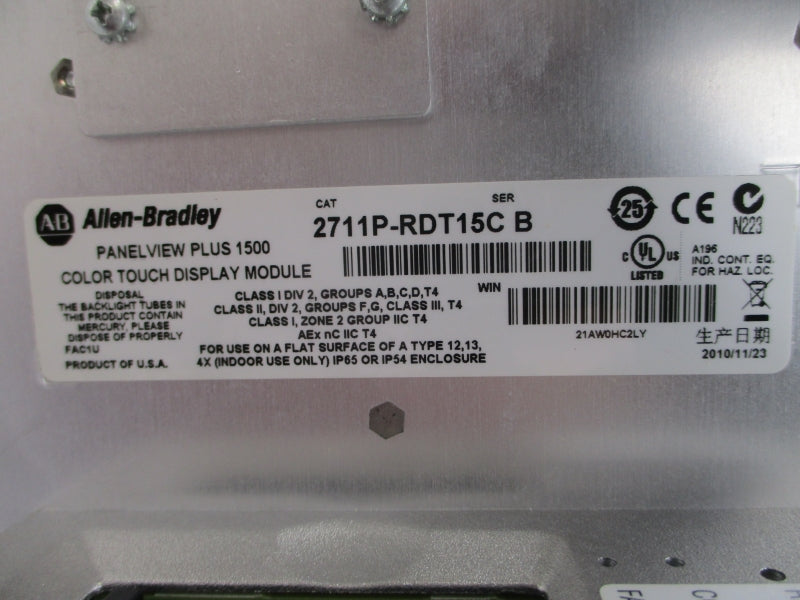 CAT SER
AB Allen-Bradley
2711P-RDT15C B
PANELVIEW PLUS 1500
COLOR TOUCH DISPLAY MODULE
DISPOSAL
THE BACKLIGHT TUBES IN
THIS PRODUCT CONTAIN
MERCURY, PLEASE
DISPOSE OF PROPERLY
FAC1U
PRODUCT OF U.S.A.
CLASS I DIV 2, GROUPS A,B,C,D,T4
CLASS II, DIV 2, GROUPS F,G, CLASS III, T4
CLASS I, ZONE 2 GROUP IIC T4
AEx nC IIC T4
FOR USE ON A FLAT SURFACE OF A TYPE 12,13,
4X (INDOOR USE ONLY) IP65 OR IP54 ENCLOSURE
WIN
21AW0HC2LY
25
CE
N223
C UL US
LISTED
A196
IND. CONT. EQ.
FOR HAZ. LOC.
生产日期
2010/11/23